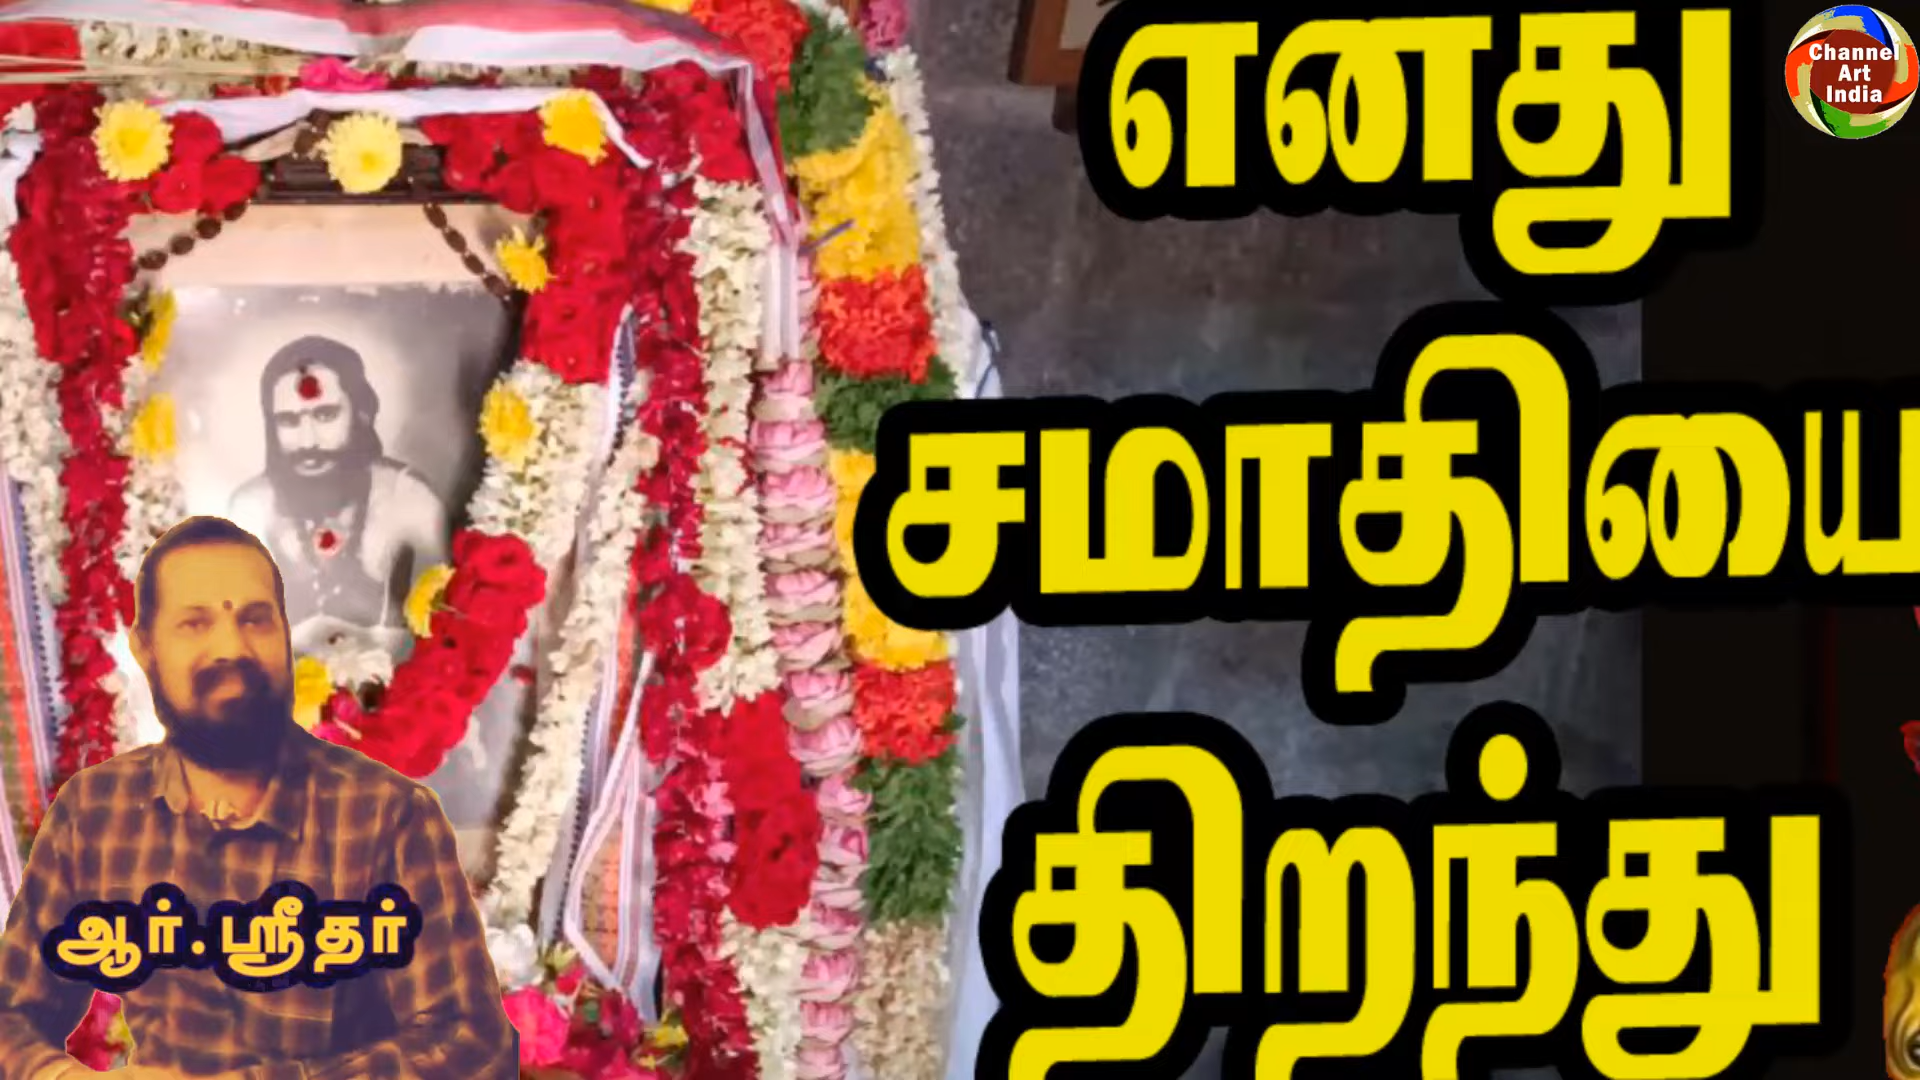 எனது
சமாதியை
திறந்து
Channel
Art
India
ஆர்.ஸ்ரீதர்